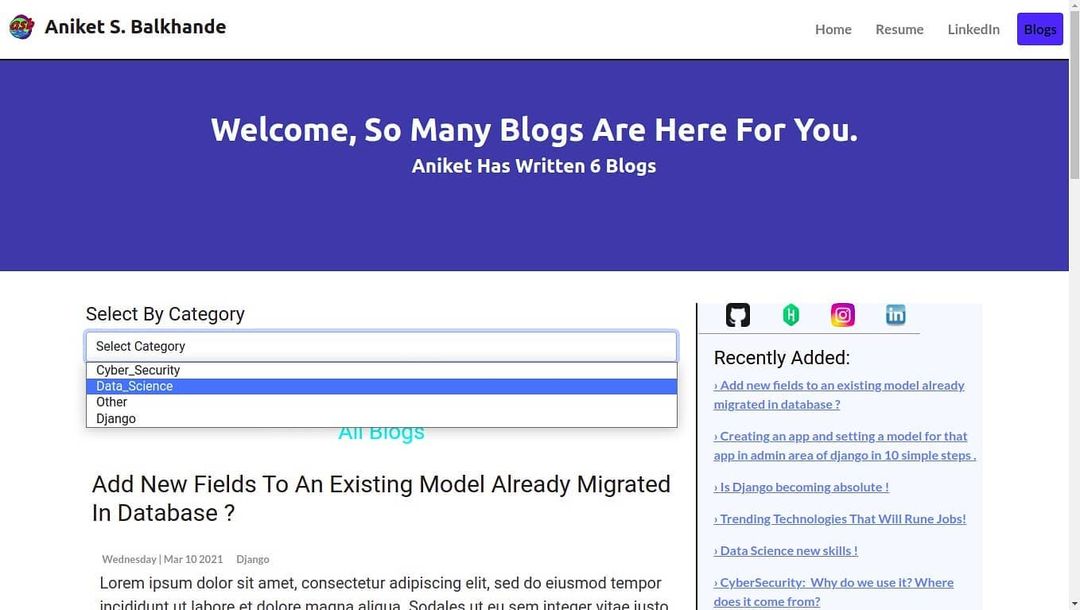 Aniket S. Balkhande
Home
Resume
LinkedIn
Blogs
Welcome, So Many Blogs Are Here For You.
Aniket Has Written 6 Blogs
Select By Category
Select Category
Cyber_Security
Data_Science
Other
Django
All Blogs
Add New Fields To An Existing Model Already Migrated
In Database ?
Wednesday | Mar 10 2021 Django
Lorem ipsum dolor sit amet, consectetur adipiscing elit, sed do eiusmod tempor
incididunt ut labore et dolore magna aliqua. Sodales ut eu sem integer vitae justo
Recently Added:
› Add new fields to an existing model already
migrated in database ?
› Creating an app and setting a model for that
app in admin area of django in 10 simple steps .
› Is Django becoming absolute !
› Trending Technologies That Will Rune Jobs!
› Data Science new skills !
› CyberSecurity: Why do we use it? Where
does it come from?